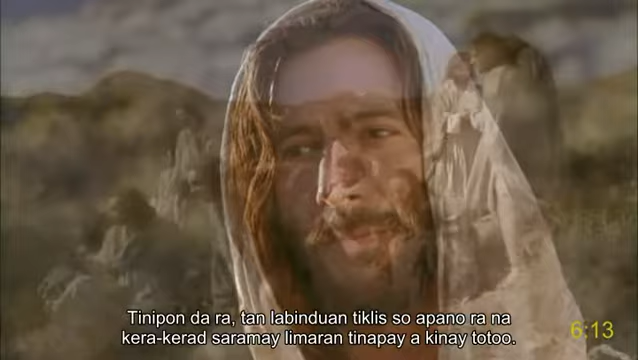 Tinipon da ra, tan labinduan tiklis so apano ra na
kera-kerad saramay limaran tinapay a kinay totoo.
6:13